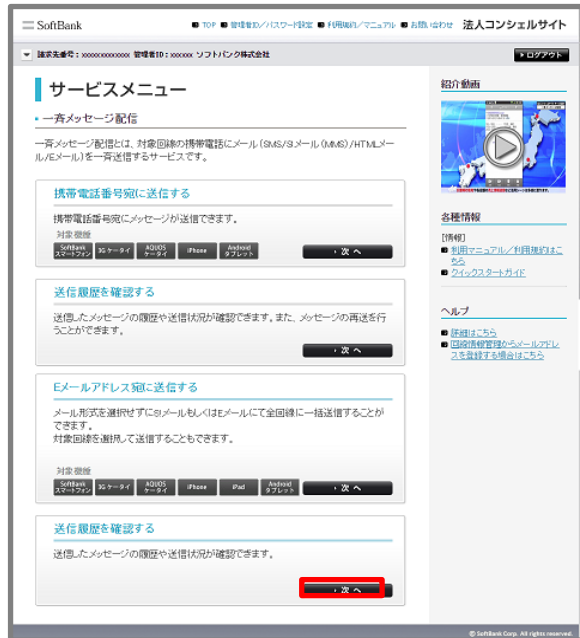 SoftBank
TOP 管理者ID／パスワード設定 利用規約／マニュアル お問い合わせ 法人コンシェルサイト
請求先番号：xxxxxxxxxxxx 管理者ID：xxxxxx ソフトバンク株式会社
ログアウト
サービスメニュー
一斉メッセージ配信
一斉メッセージ配信とは、対象回線の携帯電話にメール（SMS/S!メール（MMS）/HTMLメー
ル/Eメール）を一斉送信するサービスです。
携帯電話番号宛に送信する
携帯電話番号宛にメッセージが送信できます。
対象機種
SoftBank
スマートフォン
3G ケータイ
AQUOS
ケータイ
iPhone
Android
タブレット
次へ
送信履歴を確認する
送信したメッセージの履歴や送信状況が確認できます。また、メッセージの再送を行
うことができます。
次へ
Eメールアドレス宛に送信する
メール形式を選択せずにS!メールもしくはEメールにて全回線に一括送信することが
できます。
対象回線を選択して送信することもできます。
対象機種
SoftBank
スマートフォン
3G ケータイ
AQUOS
ケータイ
iPhone
iPad
Android
タブレット
次へ
送信履歴を確認する
送信したメッセージの履歴や送信状況が確認できます。
次へ
紹介動画
各種情報
[情報]
利用マニュアル／利用規約はこ
ちら
クイックスタートガイド
ヘルプ
詳細はこちら
回線情報管理からメールアドレ
スを登録する場合はこちら
© SoftBank Corp. All rights reserved.